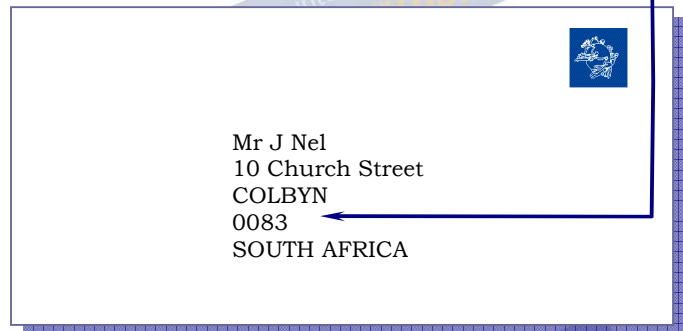 Mr J Nel
10 Church Street
COLBYN
0083
SOUTH AFRICA